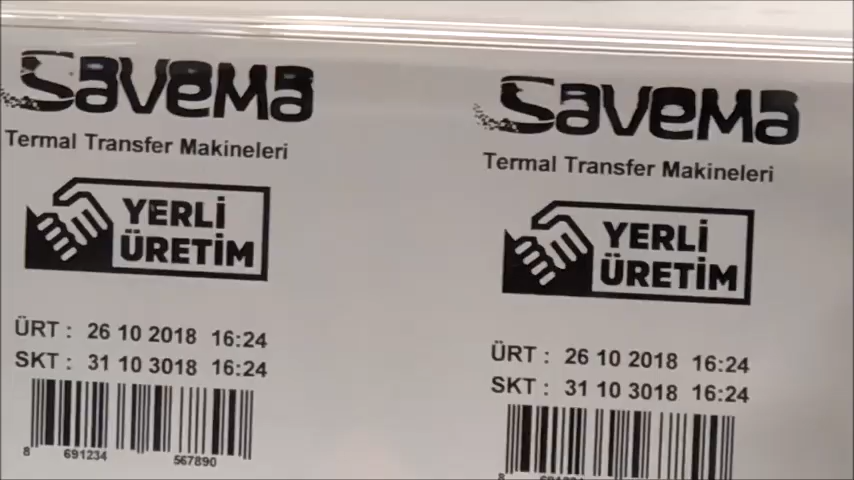 SAVEMA
Termal Transfer Makineleri
YERLİ
ÜRETİM
ÜRT : 26 10 2018 16:24
SKT : 31 10 3018 16:24
8 691234 567890
SAVEMA
Termal Transfer Makineleri
YERLİ
ÜRETİM
ÜRT : 26 10 2018 16:24
SKT : 31 10 3018 16:24